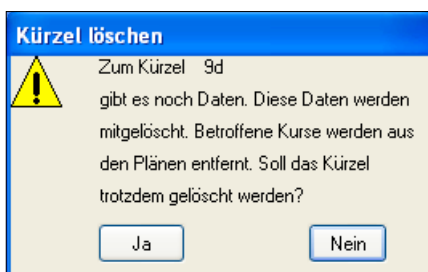 Kürzel löschen
Zum Kürzel 9d
gibt es noch Daten. Diese Daten werden
mitgelöscht. Betroffene Kurse werden aus
den Plänen entfernt. Soll das Kürzel
trotzdem gelöscht werden?
Ja Nein